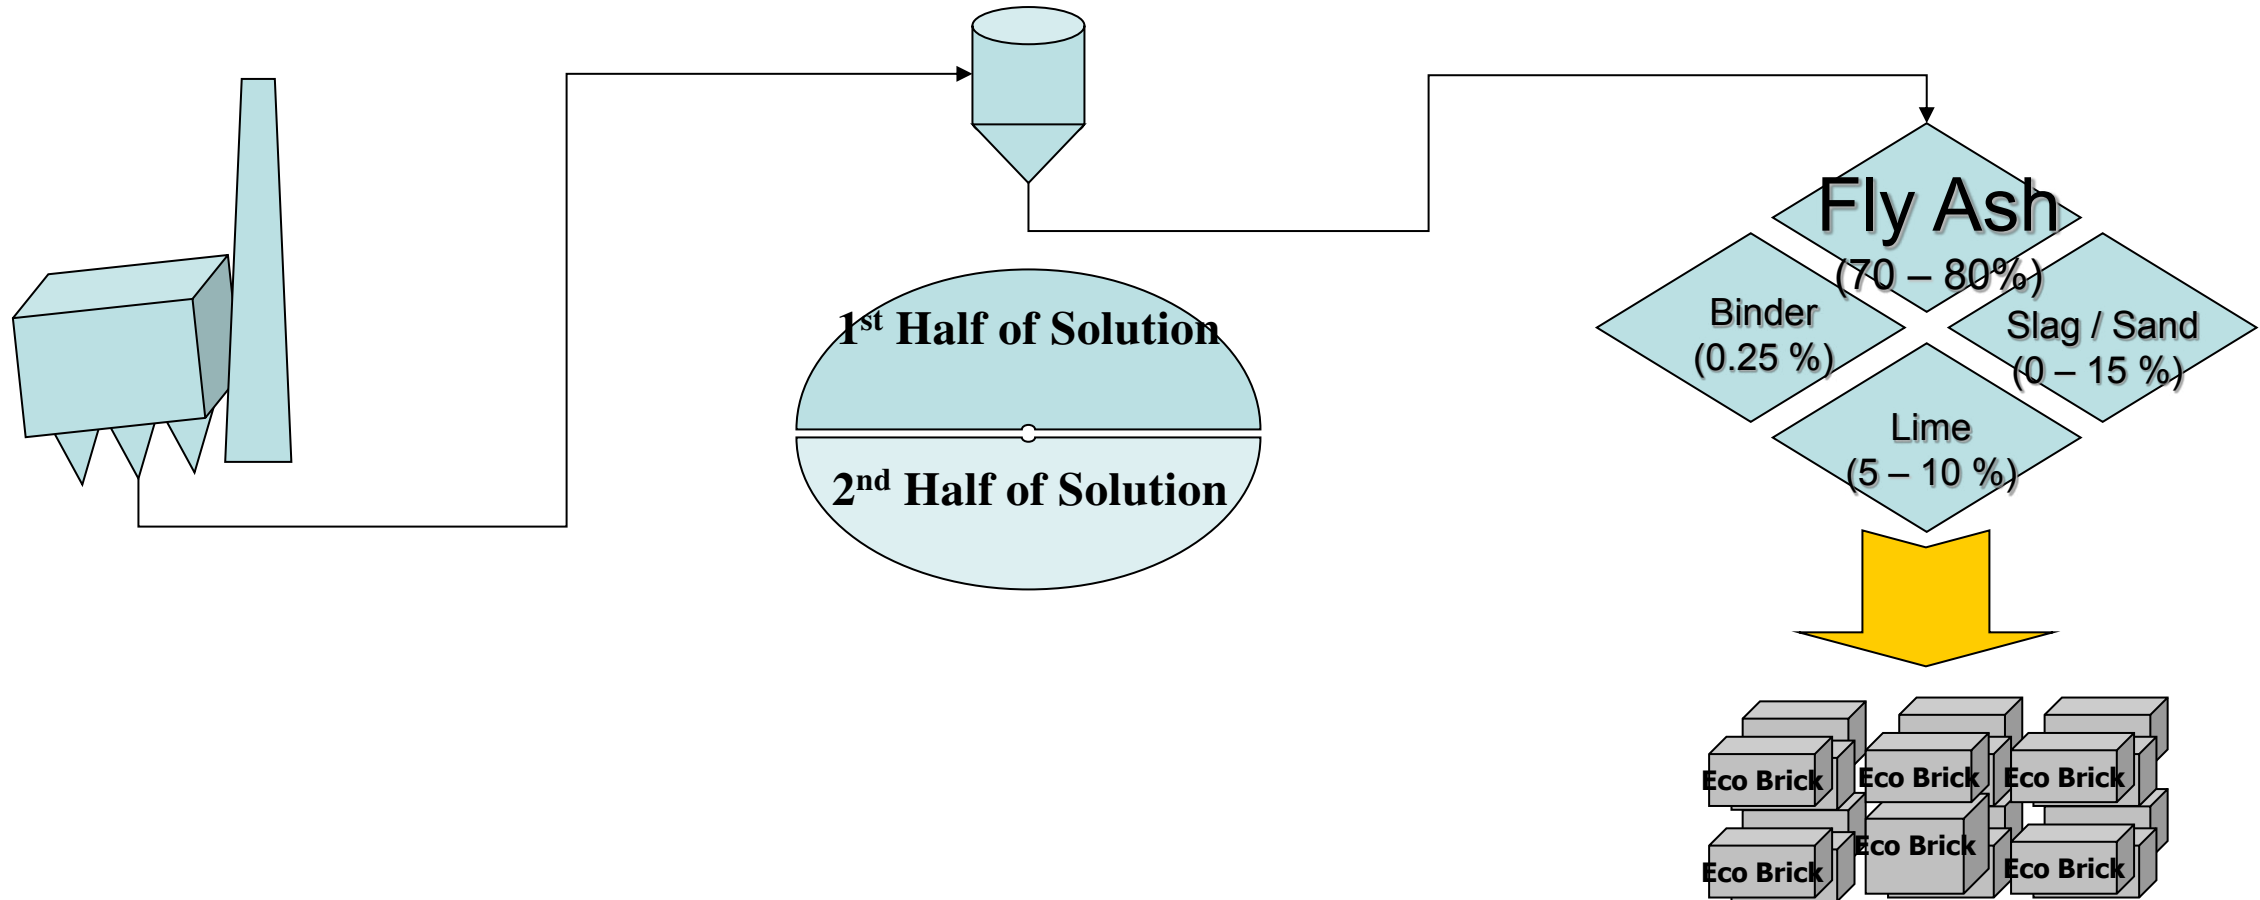 Fly Ash
(70 – 80%)
Binder
(0.25 %)
Slag / Sand
(0 – 15 %)
Lime
(5 – 10 %)
1st Half of Solution
2nd Half of Solution
Eco Brick
Eco Brick
Eco Brick
Eco Brick
Eco Brick
Eco Brick